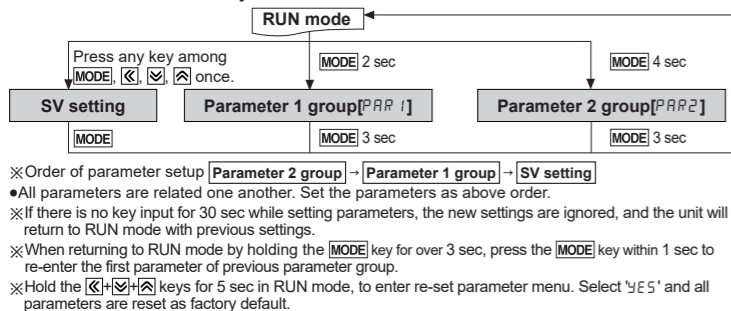 RUN mode
Press any key among
MODE, «, ︾, ︽ once.
MODE 2 sec
MODE 4 sec
SV setting
Parameter 1 group[PAR1]
Parameter 2 group[PAR2]
MODE
MODE 3 sec
MODE 3 sec
※Order of parameter setup Parameter 2 group → Parameter 1 group → SV setting
●All parameters are related one another. Set the parameters as above order.
※If there is no key input for 30 sec while setting parameters, the new settings are ignored, and the unit will
return to RUN mode with previous settings.
※When returning to RUN mode by holding the MODE key for over 3 sec, press the MODE key within 1 sec to
re-enter the first parameter of previous parameter group.
※Hold the «+︾+︽ keys for 5 sec in RUN mode, to enter re-set parameter menu. Select 'YES' and all
parameters are reset as factory default.